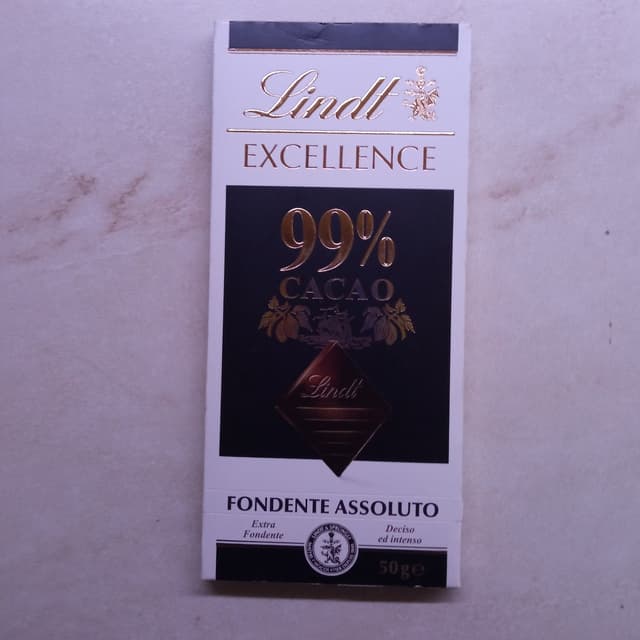 Lindt
EXCELLENCE
99%
CACAO
Lindt
FONDENTE ASSOLUTO
Extra
Fondente
Deciso
ed intenso
50g℮